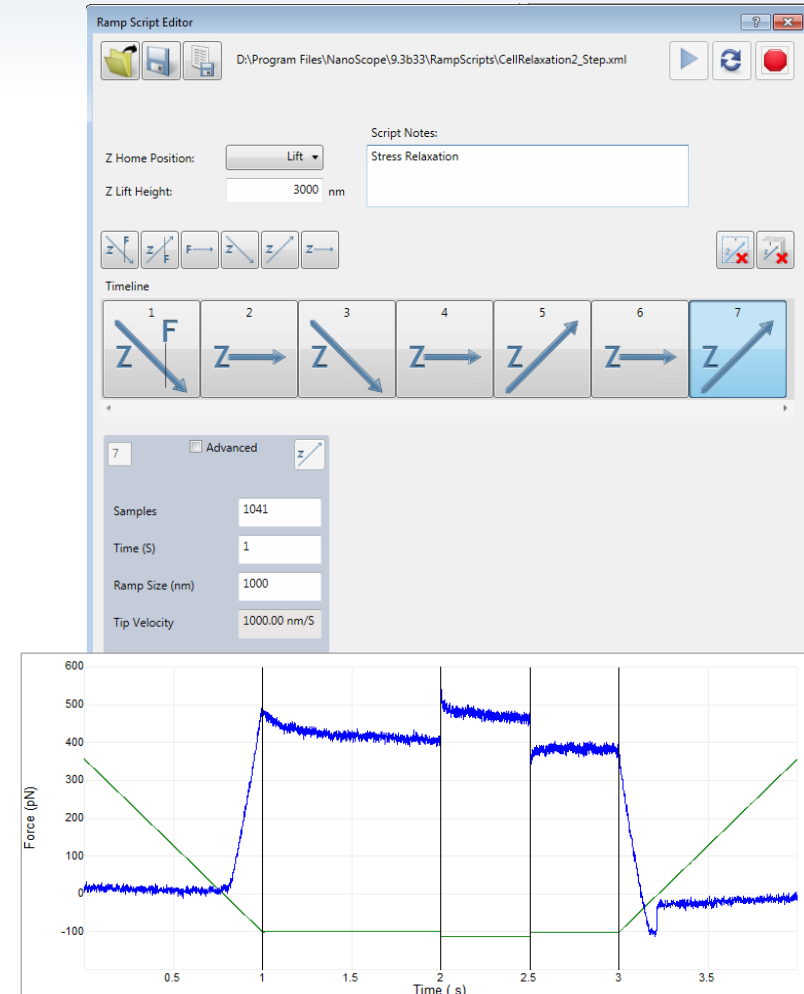 Ramp Script Editor
?
D:\Program Files\NanoScope\9.3b33\RampScripts\CellRelaxation2_Step.xml
Script Notes:
Z Home Position: Lift Stress Relaxation
Z Lift Height: 3000 nm
Z F Z F F Z Z Z Z
Timeline
1 2 3 4 5 6 7
Z F Z Z Z Z Z Z
7 Advanced Z
Samples 1041
Time (S) 1
Ramp Size (nm) 1000
Tip Velocity 1000.00 nm/S
600
500
400
300
200
100
0
-100
Force (pN)
0.5 1 1.5 2 2.5 3 3.5
Time ( s)